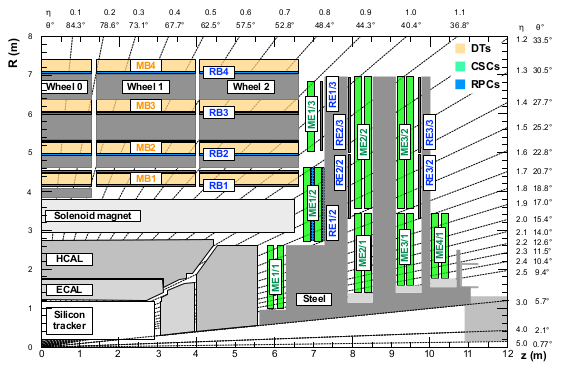 η 0.1 0.2 0.3 0.4 0.5 0.6 0.7 0.8 0.9 1.0 1.1 η θ°
θ° 84.3° 78.6° 73.1° 67.7° 62.5° 57.5° 52.8° 48.4° 44.3° 40.4° 36.8°
R (m)
8
7
6
5
4
3
2
1
0
1.2 33.5°
1.3 30.5°
1.4 27.7°
1.5 25.2°
1.6 22.8°
1.7 20.7°
1.8 18.8°
1.9 17.0°
2.0 15.4°
2.1 14.0°
2.2 12.6°
2.3 11.5°
2.4 10.4°
2.5 9.4°
3.0 5.7°
4.0 2.1°
5.0 0.77°
DTs
CSCs
RPCs
MB4
RB4
Wheel 0
Wheel 1
Wheel 2
MB3
RB3
MB2
RB2
MB1
RB1
Solenoid magnet
HCAL
ECAL
Silicon
tracker
Steel
ME1/3
RE1/3
RE2/3
ME2/2
ME3/2
RE3/3
RE2/2
RE3/2
ME1/2
RE1/2
ME1/1
ME2/1
ME3/1
ME4/1
0 1 2 3 4 5 6 7 8 9 10 11 12
z (m)